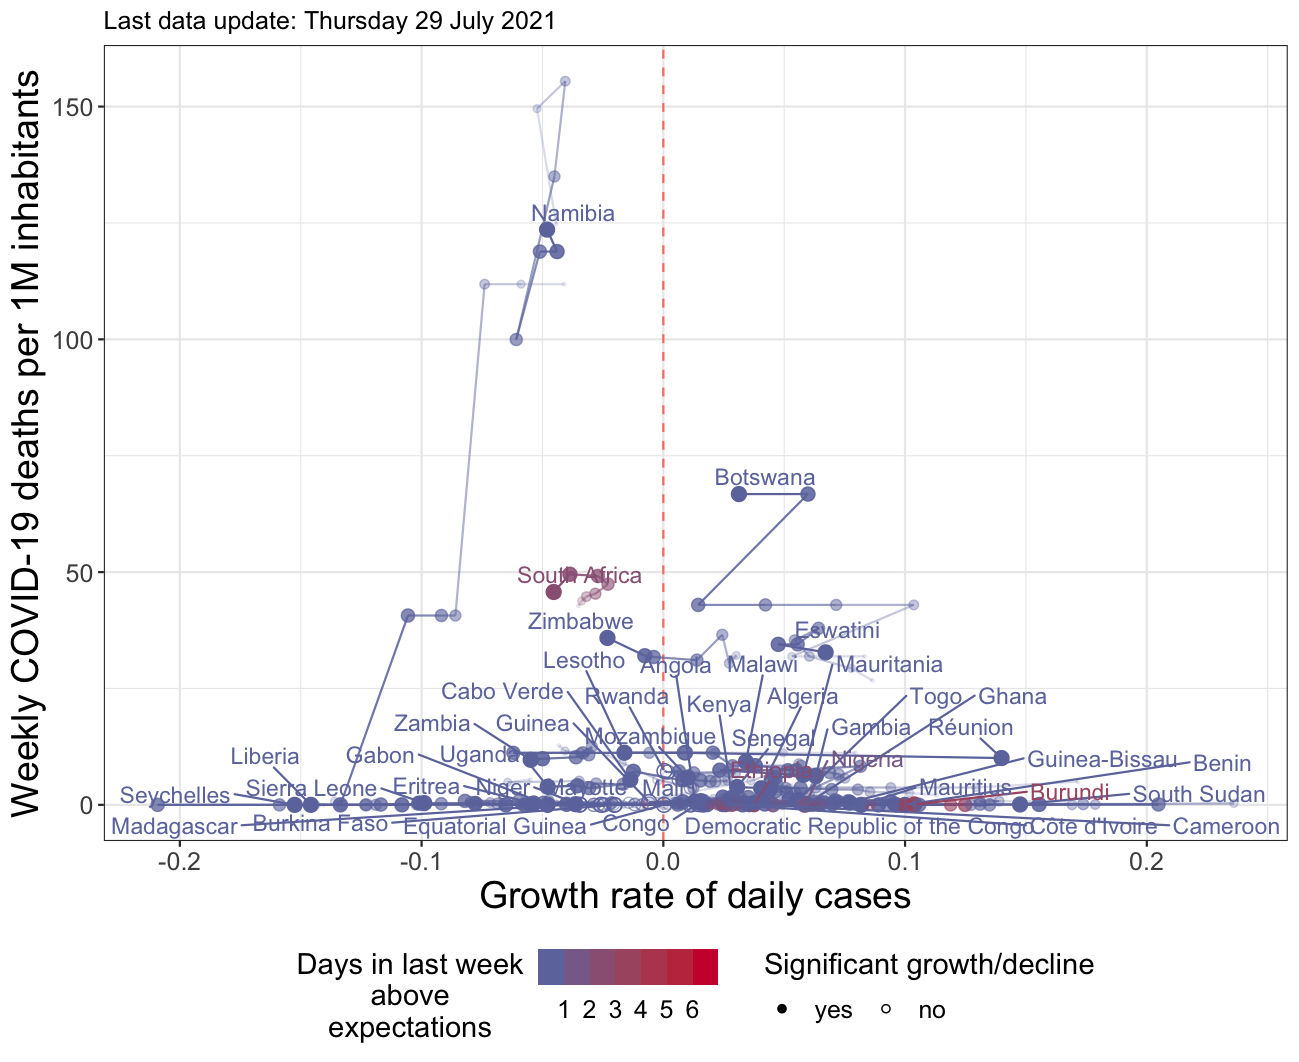 Last data update: Thursday 29 July 2021
Weekly COVID-19 deaths per 1M inhabitants
150
100
50
0
Namibia
Botswana
South Africa
Zimbabwe
Eswatini
Lesotho
Angola
Malawi
Mauritania
Cabo Verde
Rwanda
Kenya
Algeria
Togo
Ghana
Zambia
Guinea
Mozambique
Senegal
Gambia
Réunion
Liberia
Gabon
Uganda
Nigeria
Guinea-Bissau
Benin
Ethiopia
Seychelles
Sierra Leone
Eritrea
Niger
Mayotte
Mali
Mauritius
Burundi
South Sudan
Madagascar
Burkina Faso
Equatorial Guinea
Congo
Democratic Republic of the Congo
Côte d'Ivoire
Cameroon
-0.2
-0.1
0.0
0.1
0.2
Growth rate of daily cases
Days in last week
above
expectations
1 2 3 4 5 6
Significant growth/decline
yes
no